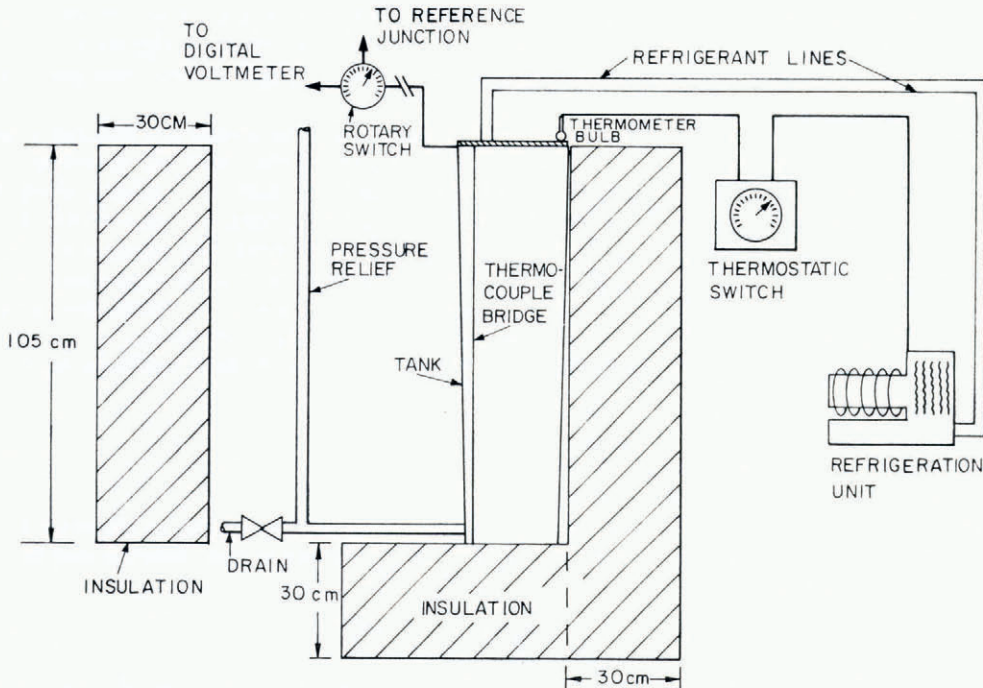 TO REFERENCE
JUNCTION
TO
DIGITAL
VOLTMETER
REFRIGERANT LINES
30CM
ROTARY
SWITCH
THERMOMETER
BULB
PRESSURE
RELIEF
THERMO-
COUPLE
BRIDGE
THERMOSTATIC
SWITCH
105 cm
TANK
REFRIGERATION
UNIT
DRAIN
INSULATION
30 cm
INSULATION
30cm